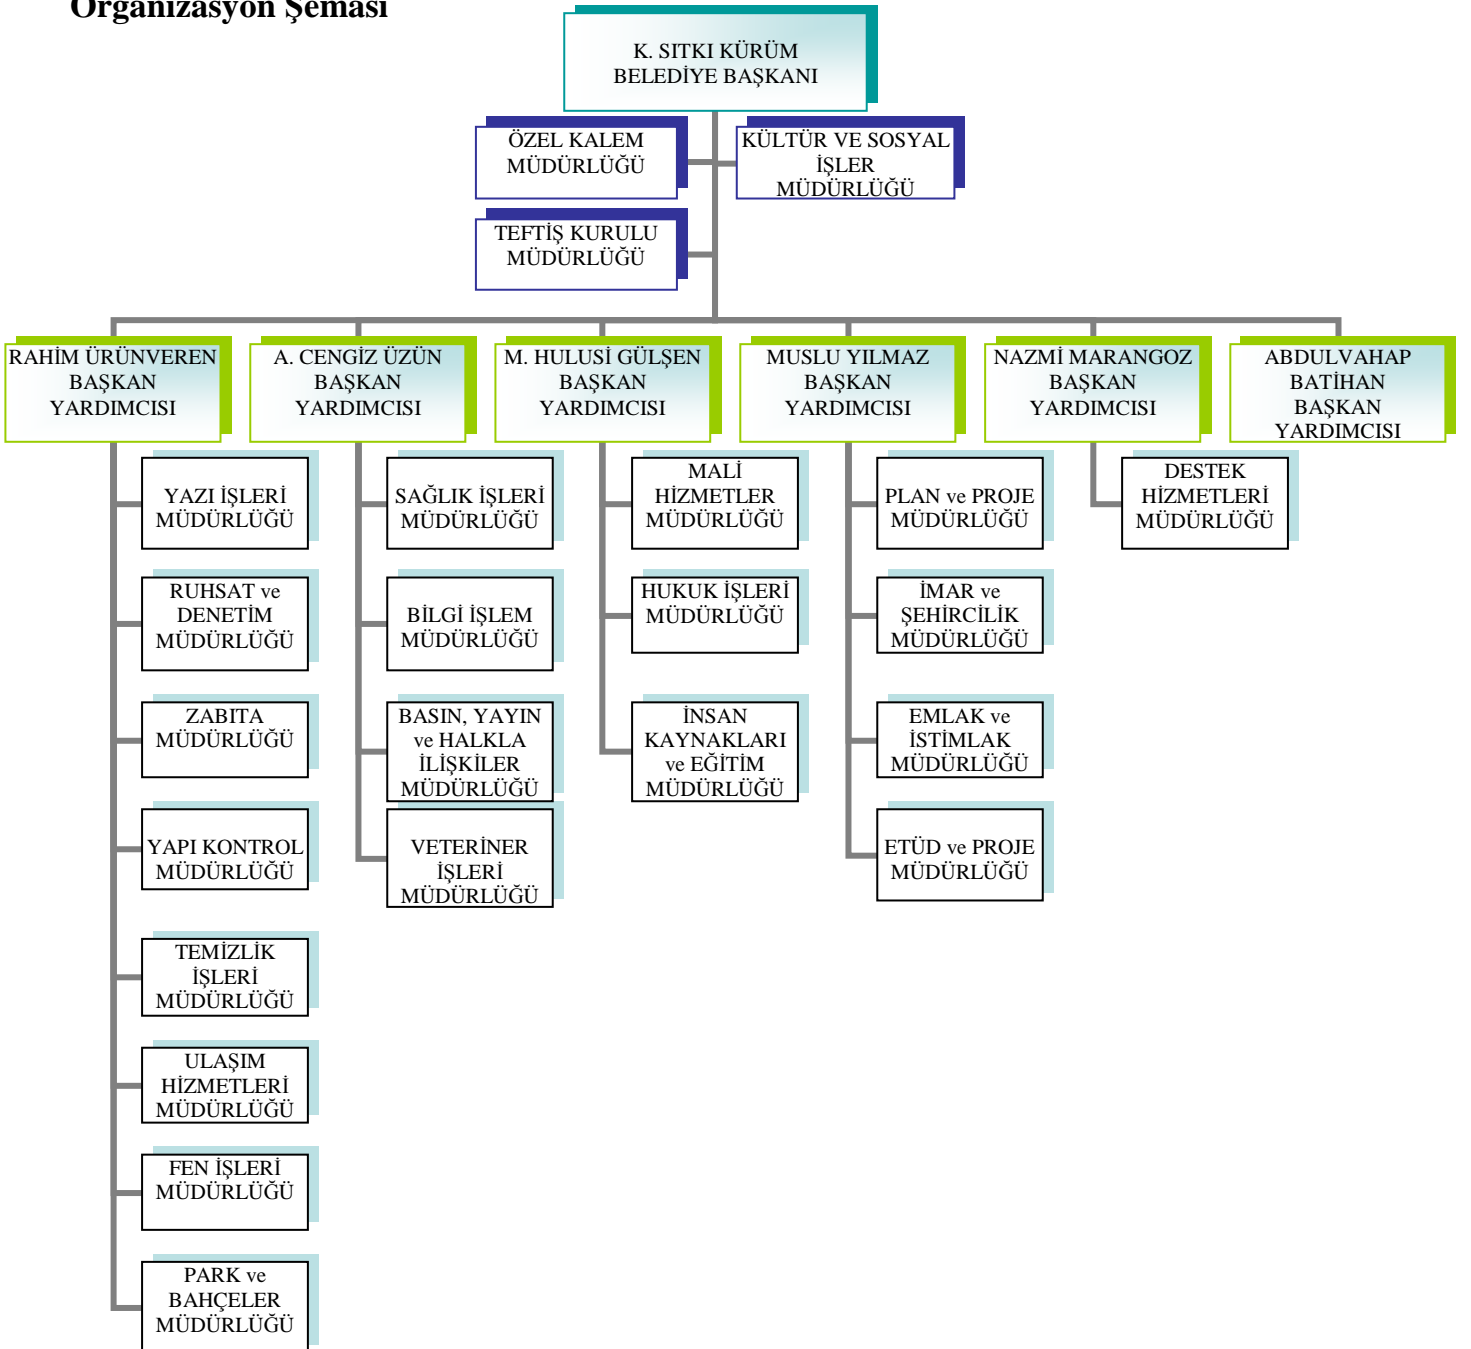 Organizasyon Şeması
K. SITKI KÜRÜM
BELEDİYE BAŞKANI
ÖZEL KALEM
MÜDÜRLÜĞÜ
KÜLTÜR VE SOSYAL
İŞLER
MÜDÜRLÜĞÜ
TEFTİŞ KURULU
MÜDÜRLÜĞÜ
RAHİM ÜRÜNVEREN
BAŞKAN
YARDIMCISI
A. CENGİZ ÜZÜN
BAŞKAN
YARDIMCISI
M. HULUSİ GÜLŞEN
BAŞKAN
YARDIMCISI
MUSLU YILMAZ
BAŞKAN
YARDIMCISI
NAZMİ MARANGOZ
BAŞKAN
YARDIMCISI
ABDULVAHAP
BATİHAN
BAŞKAN
YARDIMCISI
YAZI İŞLERİ
MÜDÜRLÜĞÜ
RUHSAT ve
DENETİM
MÜDÜRLÜĞÜ
ZABITA
MÜDÜRLÜĞÜ
YAPI KONTROL
MÜDÜRLÜĞÜ
TEMİZLİK
İŞLERİ
MÜDÜRLÜĞÜ
ULAŞIM
HİZMETLERİ
MÜDÜRLÜĞÜ
FEN İŞLERİ
MÜDÜRLÜĞÜ
PARK ve
BAHÇELER
MÜDÜRLÜĞÜ
SAĞLIK İŞLERİ
MÜDÜRLÜĞÜ
BİLGİ İŞLEM
MÜDÜRLÜĞÜ
BASIN, YAYIN
ve HALKLA
İLİŞKİLER
MÜDÜRLÜĞÜ
VETERİNER
İŞLERİ
MÜDÜRLÜĞÜ
MALİ
HİZMETLER
MÜDÜRLÜĞÜ
HUKUK İŞLERİ
MÜDÜRLÜĞÜ
İNSAN
KAYNAKLARI
ve EĞİTİM
MÜDÜRLÜĞÜ
PLAN ve PROJE
MÜDÜRLÜĞÜ
İMAR ve
ŞEHİRCİLİK
MÜDÜRLÜĞÜ
EMLAK ve
İSTİMLAK
MÜDÜRLÜĞÜ
ETÜD ve PROJE
MÜDÜRLÜĞÜ
DESTEK
HİZMETLERİ
MÜDÜRLÜĞÜ